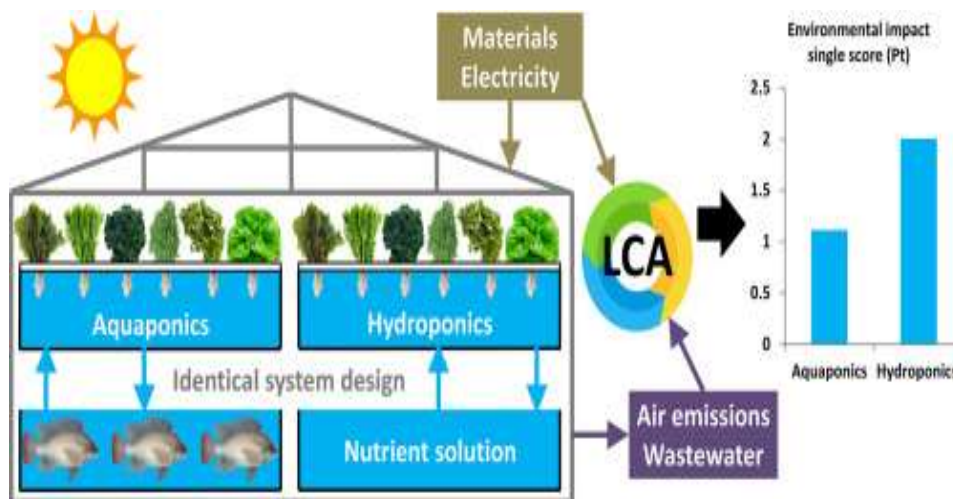 Materials
Electricity
Environmental impact
single score (Pt)
2.5
2
1.5
1
0.5
0
Aquaponics Hydroponics
LCA
Aquaponics
Hydroponics
Identical system design
Nutrient solution
Air emissions
Wastewater